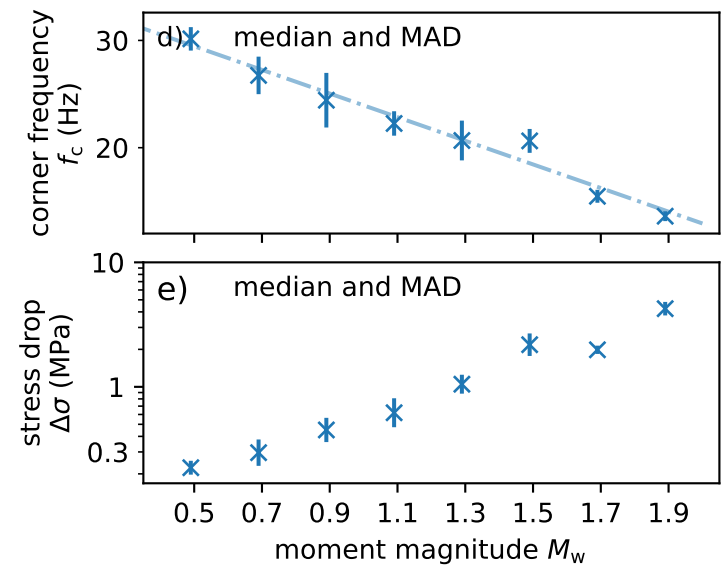 d)
median and MAD
30
20
corner frequency
f_c (Hz)
e)
median and MAD
10
1
0.3
stress drop
Δσ (MPa)
0.5 0.7 0.9 1.1 1.3 1.5 1.7 1.9
moment magnitude M_w